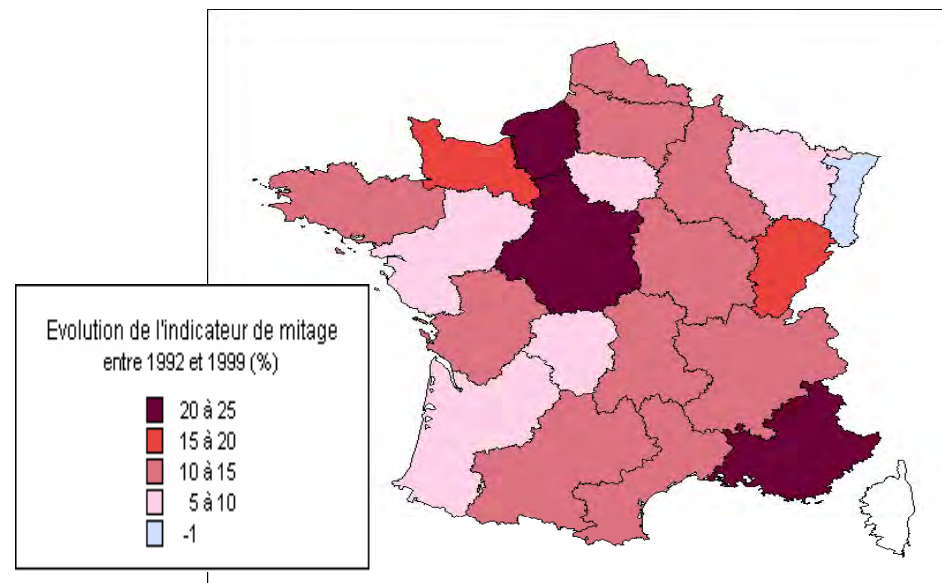 Evolution de l'indicateur de mitage
entre 1992 et 1999 (%)
20 à 25
15 à 20
10 à 15
5 à 10
-1